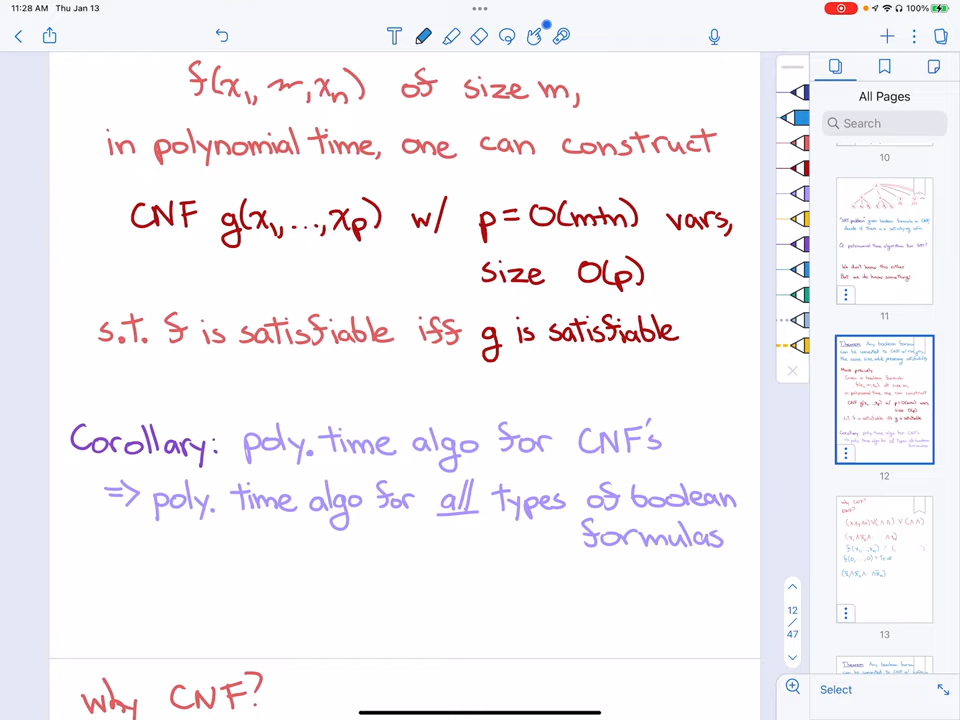 11:28 AM Thu Jan 13
100%
f(x₁, ~, xₙ) of size m,
in polynomial time, one can construct
CNF g(x₁, ..., xₚ) w/ p = O(m+n) vars,
size O(p)
s.t. f is satisfiable iff g is satisfiable
Corollary: poly. time algo for CNF's
=> poly. time algo for all types of boolean
formulas
Why CNF?
All Pages
Search
10
11
12
13
12
/
47
Select